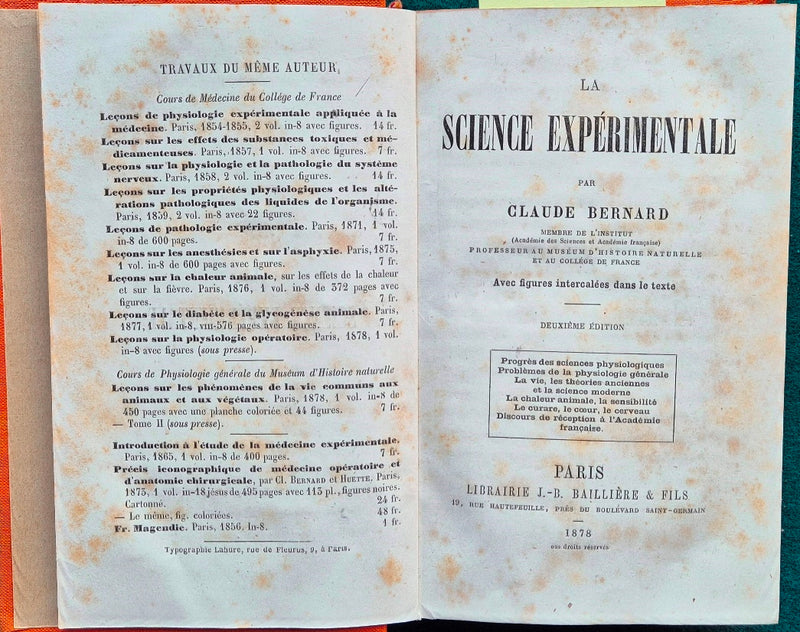 TRAVAUX DU MÊME AUTEUR.
Cours de Médecine du Collége de France
Leçons de physiologie expérimentale appliquée à la
médecine. Paris, 1854-1855, 2 vol. in-8 avec figures. 14 fr.
Leçons sur les effets des substances toxiques et mé-
dicamenteuses. Paris, 1857, 1 vol. in-8 avec figures. 7 fr.
Leçons sur la physiologie et la pathologie du système
nerveux. Paris, 1858, 2 vol. in-8 avec figures. 14 fr.
Leçons sur les propriétés physiologiques et les alté-
rations pathologiques des liquides de l'organisme.
Paris, 1859, 2 vol. in-8 avec 22 figures. 14 fr.
Leçons de pathologie expérimentale. Paris, 1871, 1 vol.
in-8 de 600 pages. 7 fr.
Leçons sur les anesthésies et sur l'asphyxie. Paris, 1875,
1 vol. in-8 de 600 pages avec figures. 7 fr.
Leçons sur la chaleur animale, sur les effets de la chaleur
et sur la fièvre. Paris, 1876, 1 vol. in-8 de 372 pages avec
figures. 7 fr.
Leçons sur le diabète et la glycogénèse animale. Paris,
1877, 1 vol. in-8, VIII-576 pages avec figures. 7 fr.
Leçons sur la physiologie opératoire. Paris, 1878, 1 vol.
in-8 avec figures (sous presse).
Cours de Physiologie générale du Muséum d'Histoire naturelle
Leçons sur les phénomènes de la vie communs aux
animaux et aux végétaux. Paris, 1878, 1 vol. in-8 de
450 pages avec une planche coloriée et 44 figures. 7 fr.
— Tome II (sous presse).
Introduction à l'étude de la médecine expérimentale.
Paris, 1865, 1 vol. in-8 de 400 pages. 7 fr.
Précis iconographique de médecine opératoire et
d'anatomie chirurgicale, par Cl. BERNARD et HUETTE, Paris,
1873, 1 vol. in-18 jésus de 495 pages avec 113 pl., figures noires.
Cartonné. 24 fr.
— Le même, fig. coloriées. 48 fr.
Fr. Magendie. Paris, 1856. In-8. 1 fr.
Typographie Lahure, rue de Fleurus, 9, à Paris.
LA
SCIENCE EXPÉRIMENTALE
PAR
CLAUDE BERNARD
MEMBRE DE L'INSTITUT
(Académie des Sciences et Académie française)
PROFESSEUR AU MUSÉUM D'HISTOIRE NATURELLE
ET AU COLLÉGE DE FRANCE
Avec figures intercalées dans le texte
DEUXIÈME ÉDITION
Progrès des sciences physiologiques
Problèmes de la physiologie générale
La vie, les théories anciennes
et la science moderne
La chaleur animale, la sensibilité
Le curare, le cœur, le cerveau
Discours de réception à l'Académie
française.
PARIS
LIBRAIRIE J.-B. BAILLIÈRE & FILS
19, RUE HAUTEFEUILLE, PRÈS DU BOULEVARD SAINT-GERMAIN
1878
ous droits réservés